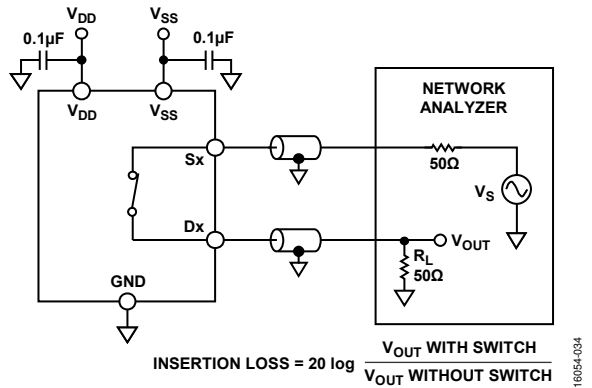 VDD VSS
0.1µF 0.1µF
VDD VSS
NETWORK
ANALYZER
Sx
50Ω
VS
Dx
VOUT
RL
50Ω
GND
INSERTION LOSS = 20 log
VOUT WITH SWITCH
VOUT WITHOUT SWITCH
16054-034